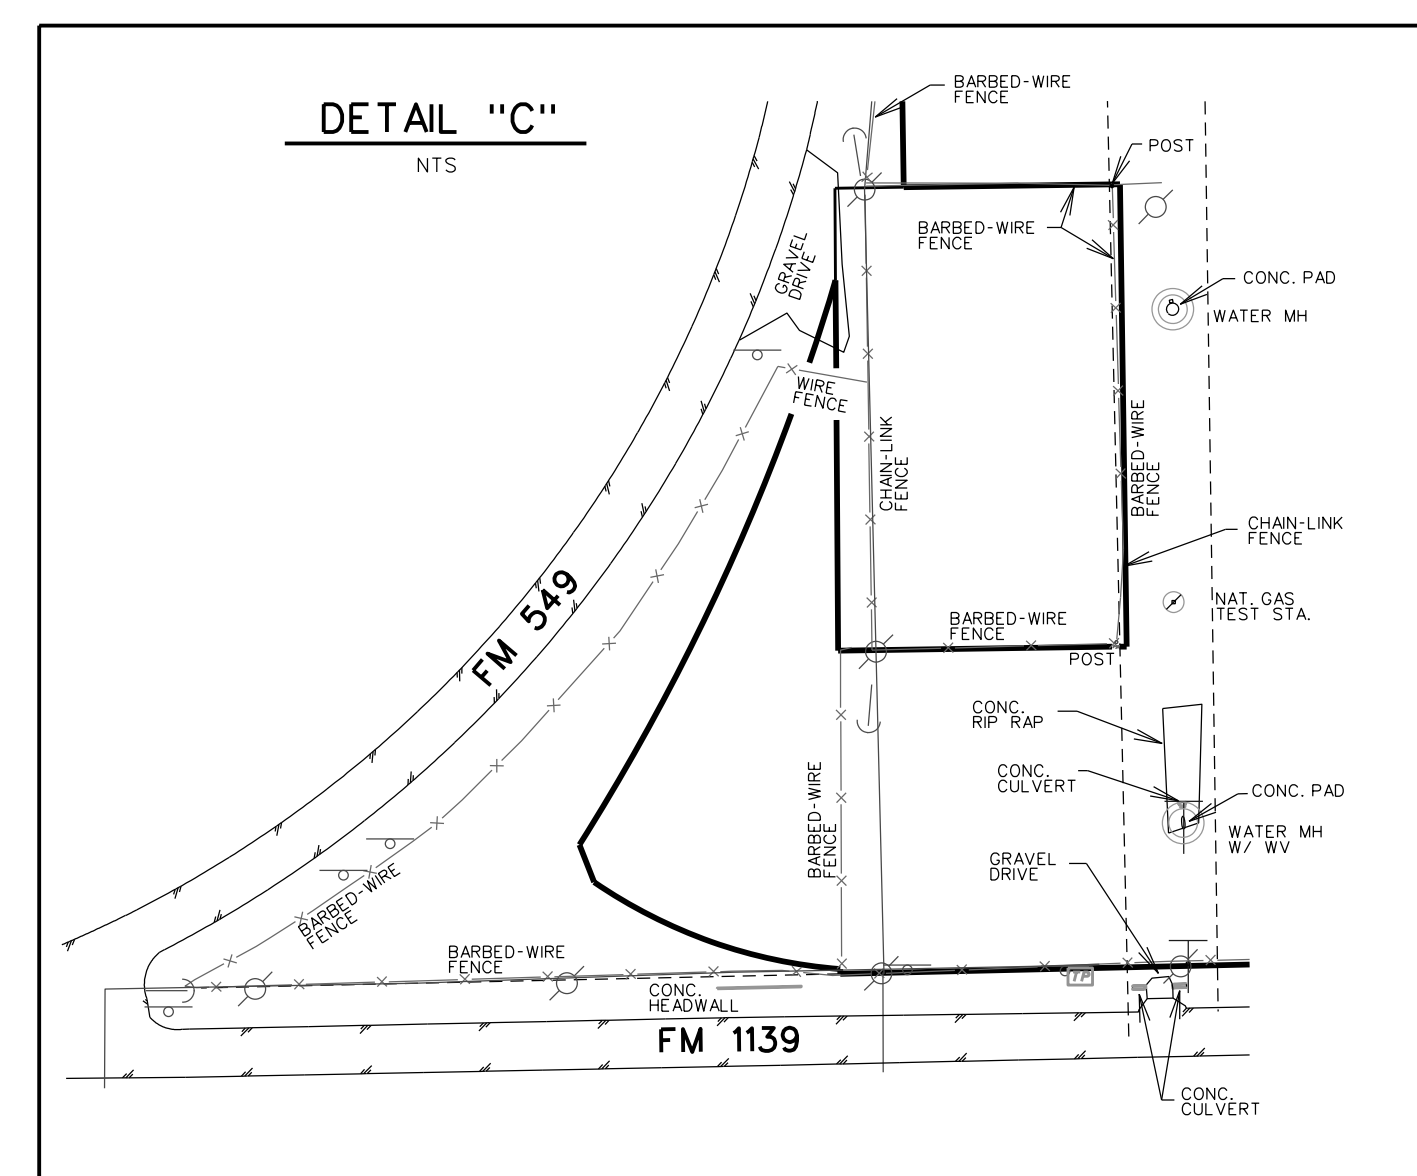 DETAIL "C"
NTS
BARBED-WIRE
FENCE
POST
BARBED-WIRE
FENCE
GRAVEL
DRIVE
CONC. PAD
WATER MH
WIRE
FENCE
CHAIN-LINK
FENCE
BARBED-WIRE
FENCE
CHAIN-LINK
FENCE
FM 549
NAT. GAS
TEST STA.
BARBED-WIRE
FENCE
POST
CONC.
RIP RAP
CONC.
CULVERT
CONC. PAD
WATER MH
W/ WV
BARBED-WIRE
FENCE
GRAVEL
DRIVE
BARBED-WIRE
FENCE
BARBED-WIRE
FENCE
TP
CONC.
HEADWALL
FM 1139
CONC.
CULVERT